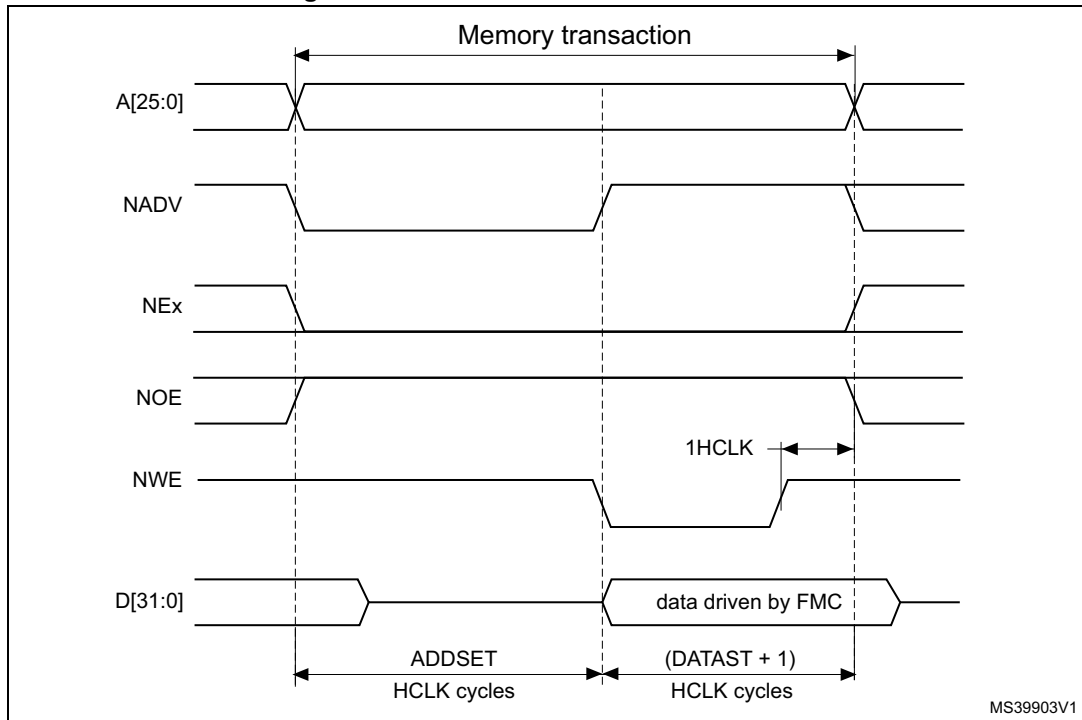 Memory transaction
A[25:0]
NADV
NEx
NOE
1HCLK
NWE
D[31:0]
data driven by FMC
ADDSET
HCLK cycles
(DATAST + 1)
HCLK cycles
MS39903V1